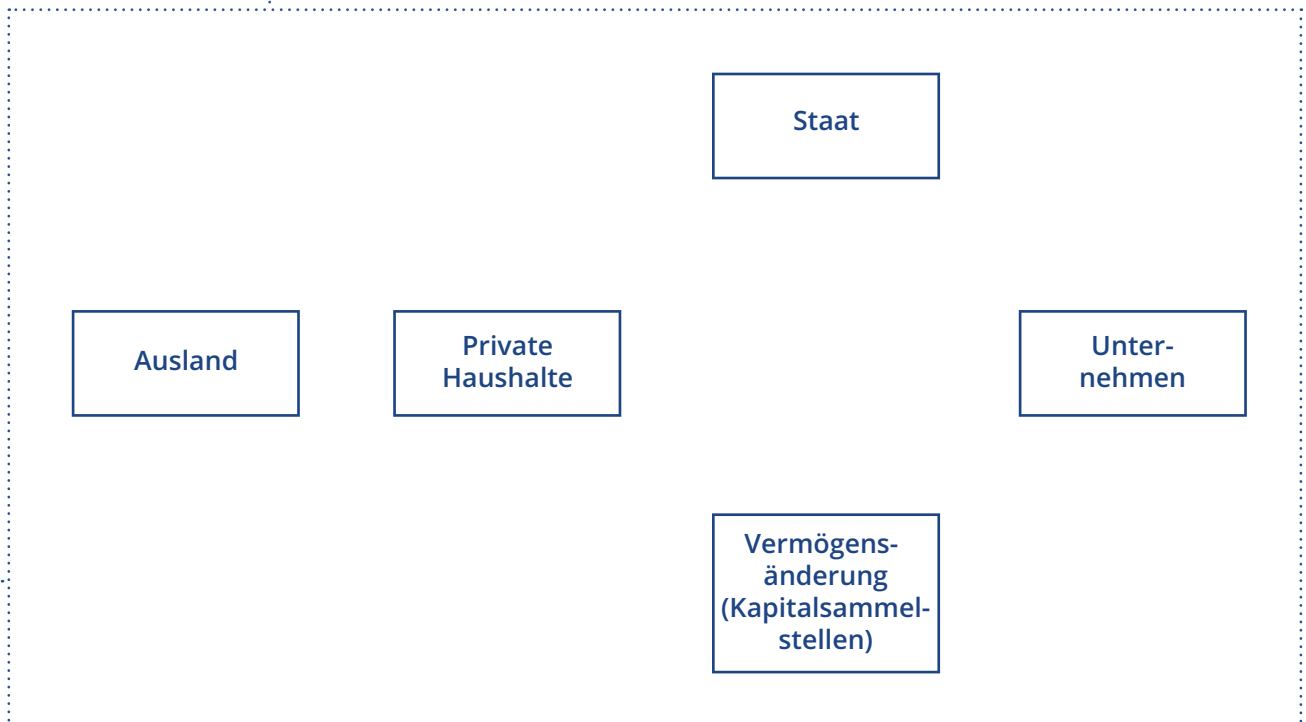 Staat
Ausland
Private
Haushalte
Unter-
nehmen
Vermögens-
änderung
(Kapitalsammel-
stellen)